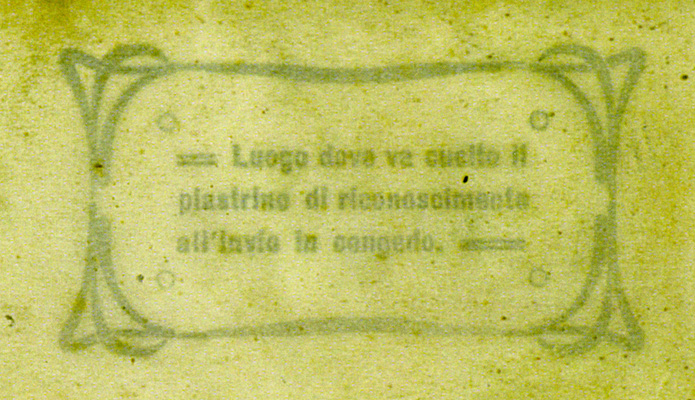 Luogo dove va cucito il
piastrino di riconoscimento
all'invio in congedo.